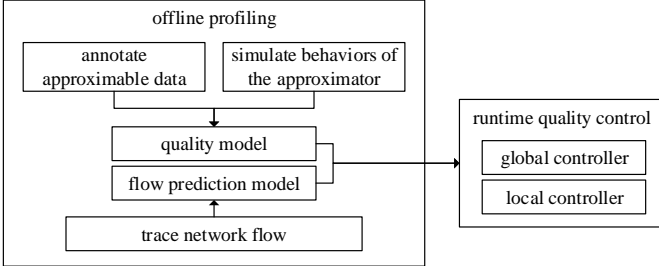 offline profiling
annotate
approximable data
simulate behaviors of
the approximator
quality model
flow prediction model
trace network flow
runtime quality control
global controller
local controller